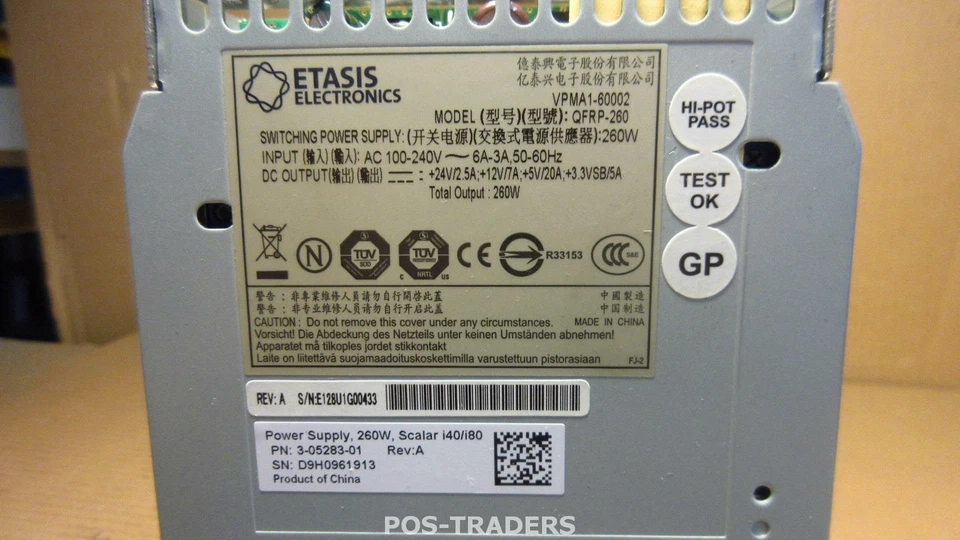 ETASIS
ELECTRONICS
億泰興電子股份有限公司
亿泰兴电子股份有限公司
VPMA1-60002
MODEL (型号)(型號): QFRP-260
SWITCHING POWER SUPPLY: (开关电源)(交換式電源供應器):260W
INPUT (输入) (輸入): AC 100-240V ~ 6A-3A,50-60Hz
DC OUTPUT(输出) (輸出) ⎓ : +24V/2.5A;+12V/7A;+5V/20A;+3.3VSB/5A
Total Output : 260W
HI-POT
PASS
TEST
OK
GP
N
TÜV
TÜV
NRTL
C US
CE
R33153
CCC S&E
警告 : 非專業維修人員請勿自行開啓此蓋 中國製造
警告 : 非专业维修人员请勿自行开启此盖 中国制造
CAUTION : Do not remove this cover under any circumstances. MADE IN CHINA
Vorsicht! Die Abdeckung des Netzteils unter keinen Umständen abnehmen!
Apparatet må tilkoples jordet stikkontakt
Laite on liitettävä suojamaadoituskoskettimilla varustettuun pistorasiaan FJ-2
REV: A S/N:E128U1G00433
Power Supply, 260W, Scalar i40/i80
PN: 3-05283-01 Rev:A
SN: D9H0961913
Product of China
POS-TRADERS